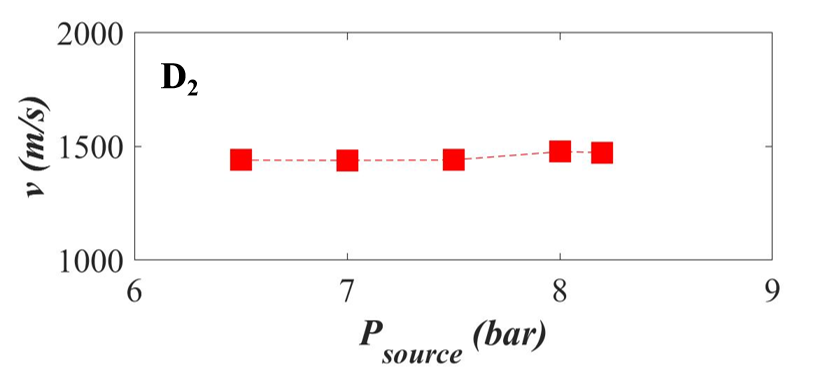 2000
D2
1500
v (m/s)
1000
6 7 8 9
Psource (bar)